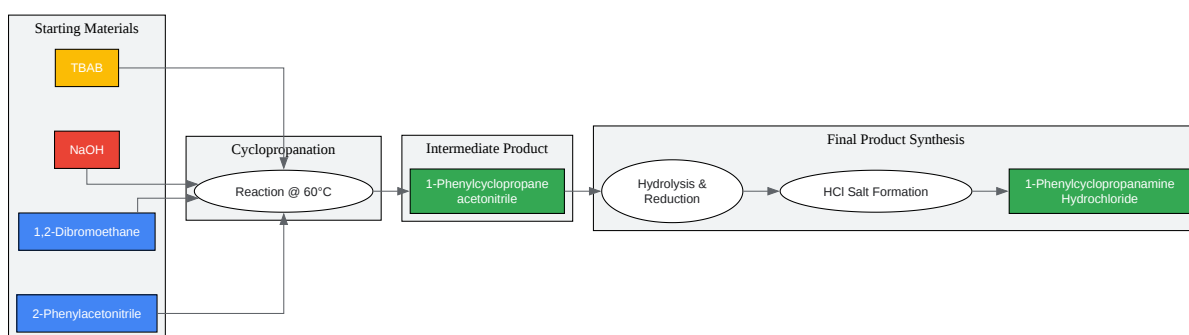 Starting Materials
TBAB
NaOH
1,2-Dibromoethane
2-Phenylacetonitrile
Cyclopropanation
Reaction @ 60°C
Intermediate Product
1-Phenylcyclopropane
acetonitrile
Final Product Synthesis
Hydrolysis &
Reduction
HCl Salt Formation
1-Phenylcyclopropanamine
Hydrochloride